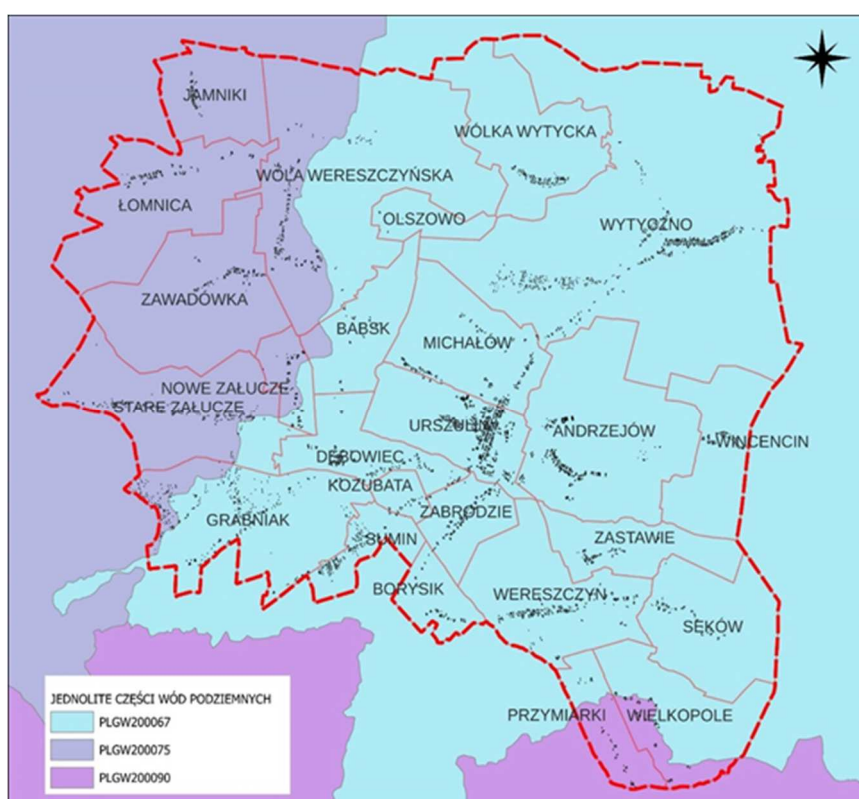 JAMNIKI
WÓLKA WYTYCKA
WOLA WERESZCZYŃSKA
ŁOMNICA
OLSZOWO
WYTYCZNO
ZAWADÓWKA
BABSK
MICHAŁÓW
NOWE ZAŁUCZE
STARE ZAŁUCZE
URSZULIN
ANDRZEJÓW
WINCENCIN
DĘBOWIEC
KOZUBATA
ZABRODZIE
GRABNIAK
SUMIN
ZASTAWIE
BORYSIK
WERESZCZYN
SĘKÓW
PRZYMIARKI
WIELKOPOLE
JEDNOLITE CZĘŚCI WÓD PODZIEMNYCH
PLGW200067
PLGW200075
PLGW200090